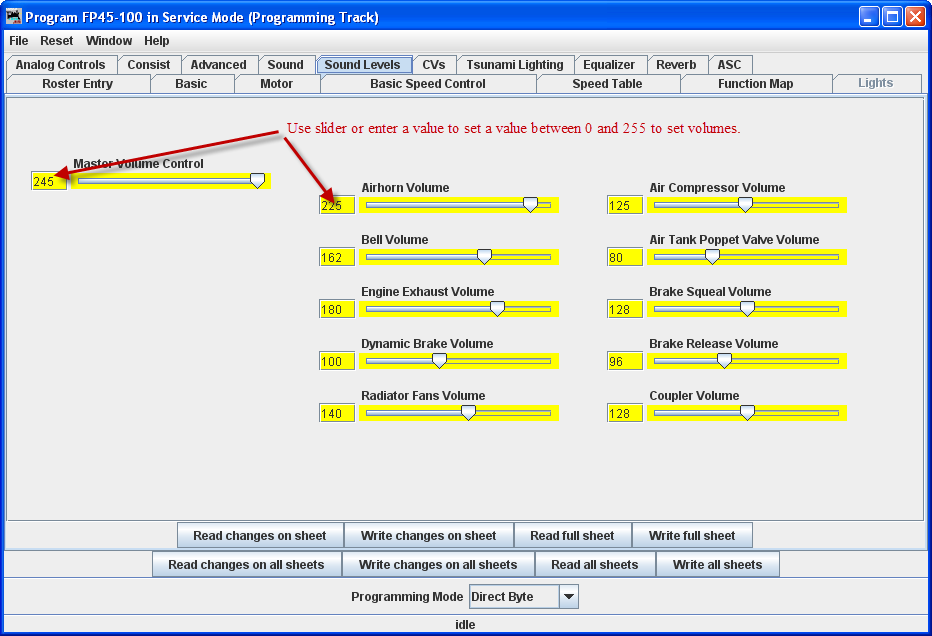 Program FP45-100 in Service Mode (Programming Track)
File Reset Window Help
Analog Controls Consist Advanced Sound Sound Levels CVs Tsunami Lighting Equalizer Reverb ASC
Roster Entry Basic Motor Basic Speed Control Speed Table Function Map Lights
Use slider or enter a value to set a value between 0 and 255 to set volumes.
Master Volume Control
245
Airhorn Volume
225
Bell Volume
162
Engine Exhaust Volume
180
Dynamic Brake Volume
100
Radiator Fans Volume
140
Air Compressor Volume
125
Air Tank Poppet Valve Volume
80
Brake Squeal Volume
128
Brake Release Volume
96
Coupler Volume
128
Read changes on sheet Write changes on sheet Read full sheet Write full sheet
Read changes on all sheets Write changes on all sheets Read all sheets Write all sheets
Programming Mode Direct Byte
idle